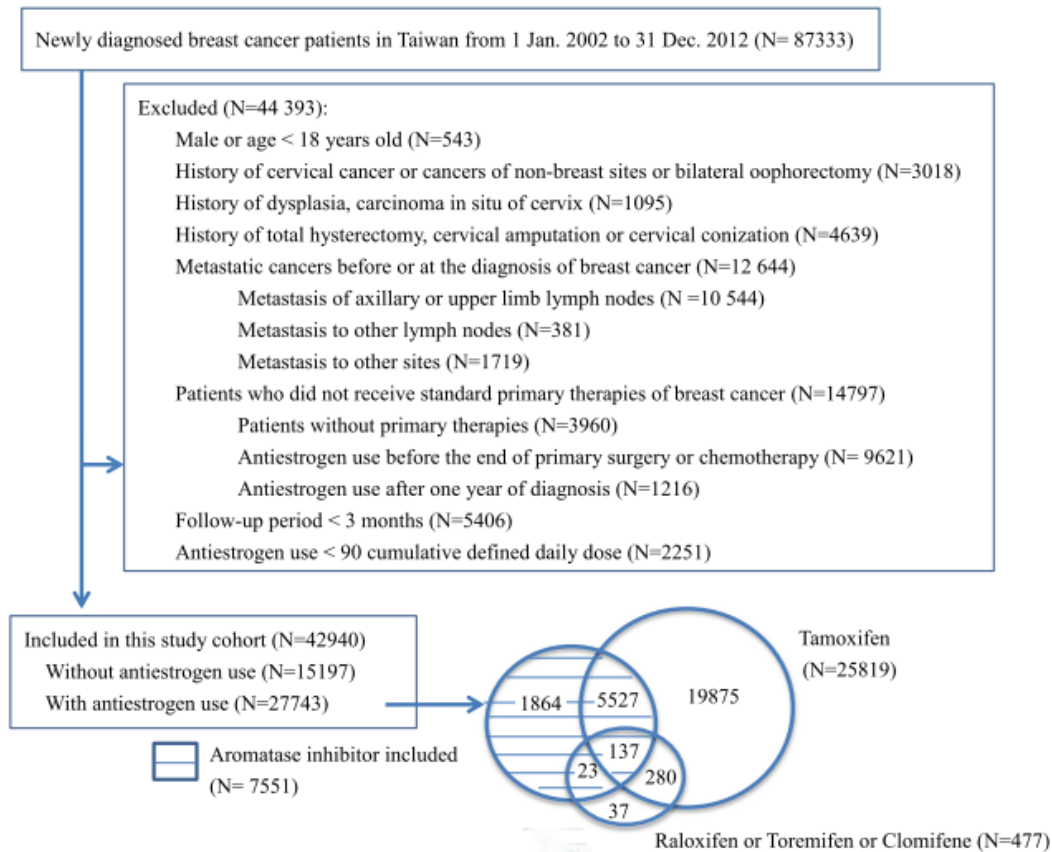 Newly diagnosed breast cancer patients in Taiwan from 1 Jan. 2002 to 31 Dec. 2012 (N= 87333)
Excluded (N=44 393):
Male or age < 18 years old (N=543)
History of cervical cancer or cancers of non-breast sites or bilateral oophorectomy (N=3018)
History of dysplasia, carcinoma in situ of cervix (N=1095)
History of total hysterectomy, cervical amputation or cervical conization (N=4639)
Metastatic cancers before or at the diagnosis of breast cancer (N=12 644)
Metastasis of axillary or upper limb lymph nodes (N =10 544)
Metastasis to other lymph nodes (N=381)
Metastasis to other sites (N=1719)
Patients who did not receive standard primary therapies of breast cancer (N=14797)
Patients without primary therapies (N=3960)
Antiestrogen use before the end of primary surgery or chemotherapy (N= 9621)
Antiestrogen use after one year of diagnosis (N=1216)
Follow-up period < 3 months (N=5406)
Antiestrogen use < 90 cumulative defined daily dose (N=2251)
Included in this study cohort (N=42940)
Without antiestrogen use (N=15197)
With antiestrogen use (N=27743)
Aromatase inhibitor included
(N= 7551)
Tamoxifen
(N=25819)
1864
5527
19875
137
23
280
37
Raloxifen or Toremifen or Clomifene (N=477)